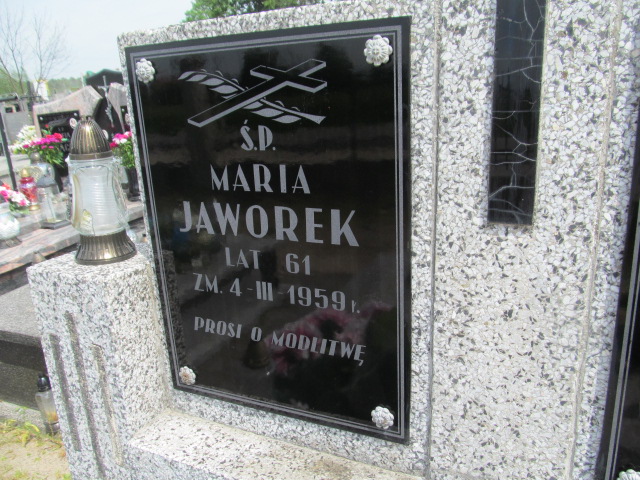 Ś.P.
MARIA
JAWOREK
LAT 61
ZM. 4-III-1959 r.
PROSI O MODLITWĘ